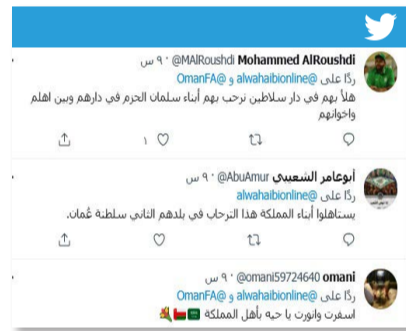 Mohammed AlRoushdi @MAlRoushdi · ٩ س
ردًا على @alwahaibionline و @OmanFA
هلأ بهم في دار سلاطين نرحب بهم أبناء سلمان الحزم في دارهم وبين اهلم
واخوانهم
١
أبوعامر الشعيبي @AbuAmur · ٩ س
ردًا على @alwahaibionline
يستاهلوا أبناء المملكة هذا الترحاب في بلدهم الثاني سلطنة عُمان.
omani @omani59724640 · ٩ س
ردًا على @alwahaibionline و @OmanFA
اسفرت وانورت يا حيه بأهل المملكة 🇸🇦🇴🇲💐